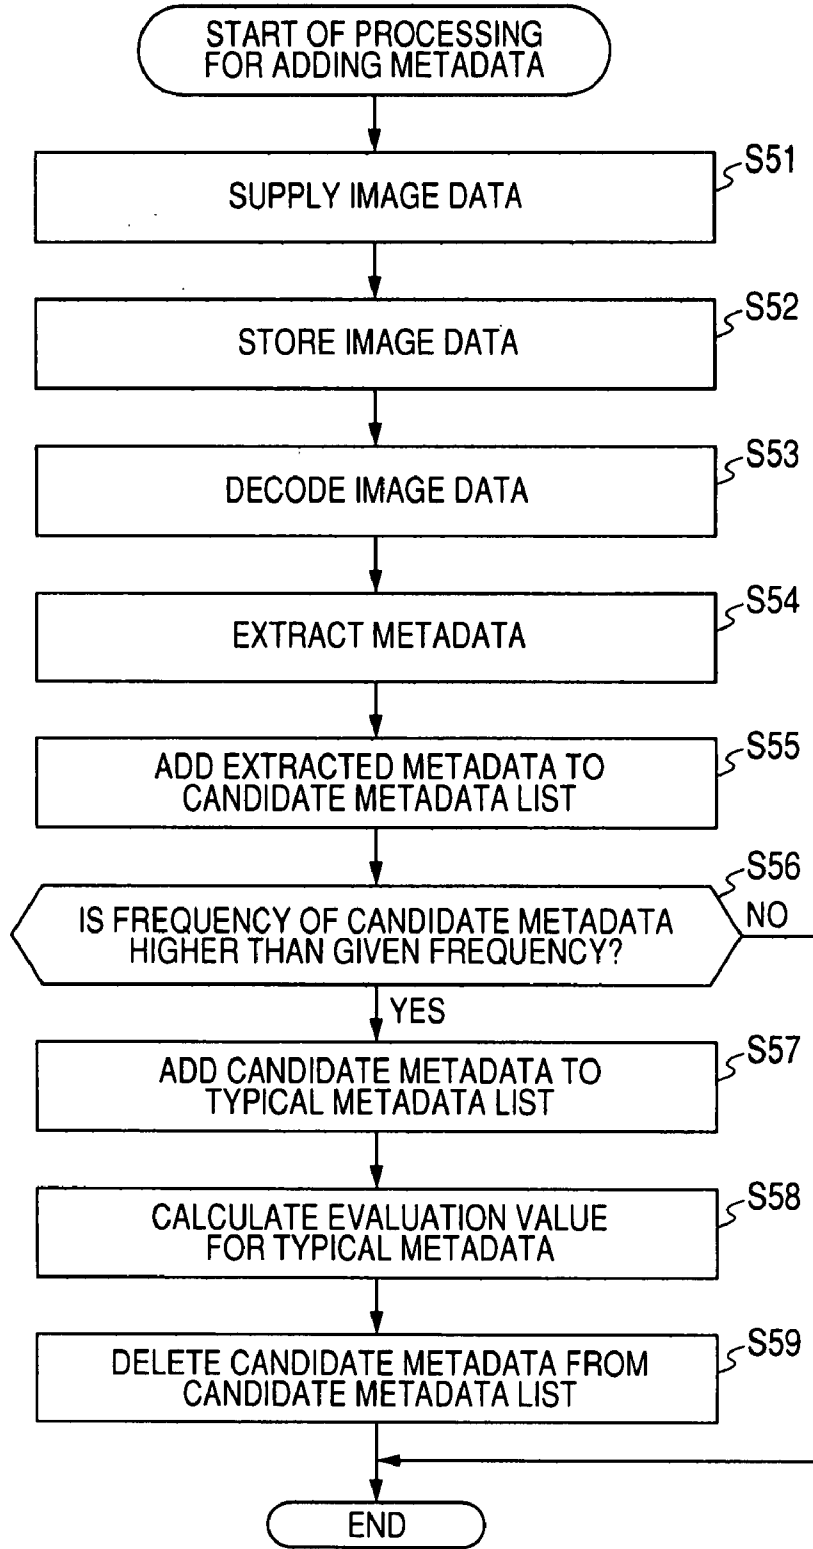 START OF PROCESSING
FOR ADDING METADATA
S51
SUPPLY IMAGE DATA
S52
STORE IMAGE DATA
S53
DECODE IMAGE DATA
S54
EXTRACT METADATA
S55
ADD EXTRACTED METADATA TO
CANDIDATE METADATA LIST
S56
IS FREQUENCY OF CANDIDATE METADATA
HIGHER THAN GIVEN FREQUENCY?
NO
YES
S57
ADD CANDIDATE METADATA TO
TYPICAL METADATA LIST
S58
CALCULATE EVALUATION VALUE
FOR TYPICAL METADATA
S59
DELETE CANDIDATE METADATA FROM
CANDIDATE METADATA LIST
END